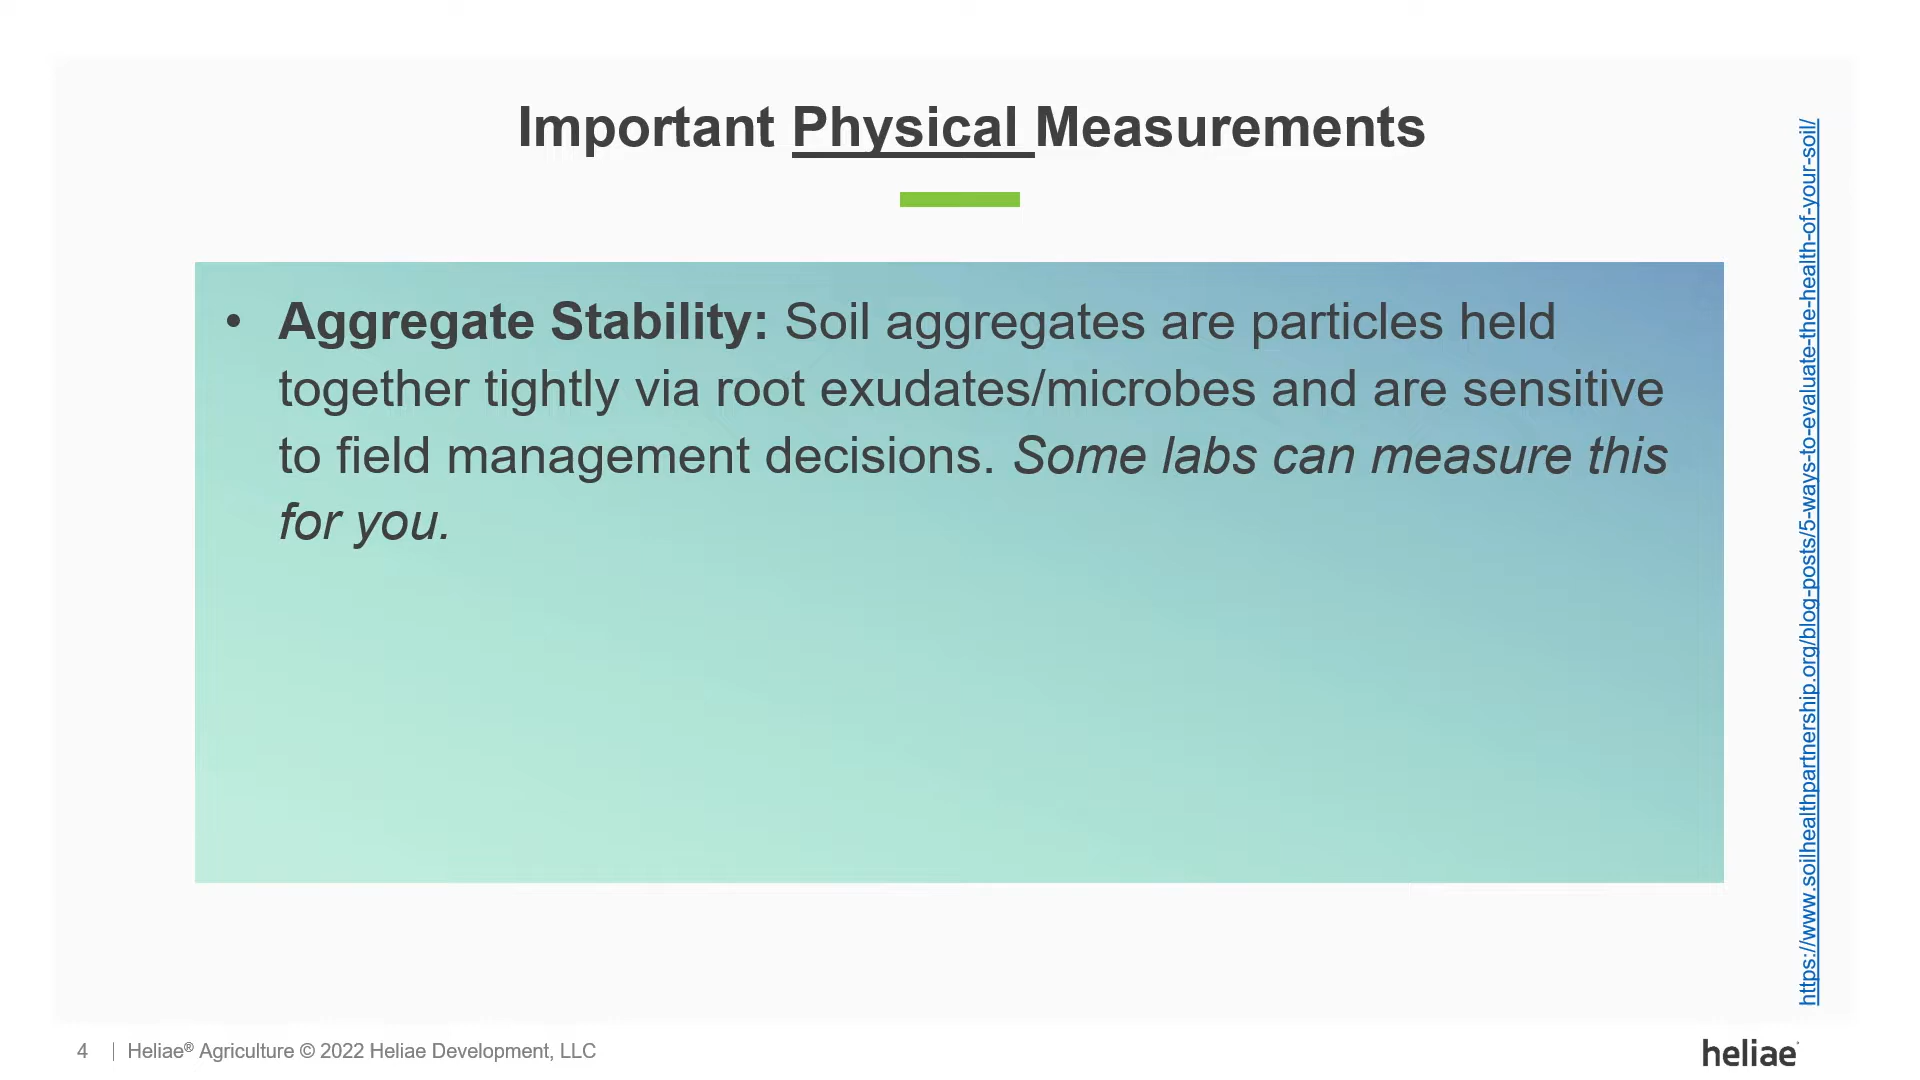 Important Physical Measurements
• Aggregate Stability: Soil aggregates are particles held
together tightly via root exudates/microbes and are sensitive
to field management decisions. Some labs can measure this
for you.
https://www.soilhealthpartnership.org/blog-posts/5-ways-to-evaluate-the-health-of-your-soil/
4 | Heliae® Agriculture © 2022 Heliae Development, LLC
heliae